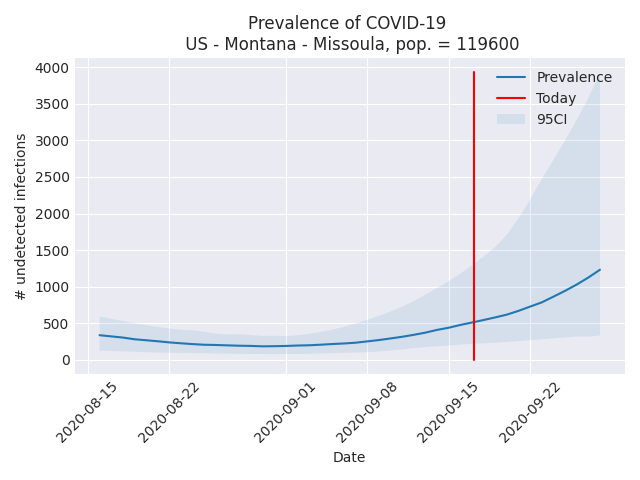 Prevalence of COVID-19
US - Montana - Missoula, pop. = 119600
Prevalence
Today
95CI
# undetected infections
4000
3500
3000
2500
2000
1500
1000
500
0
2020-08-15
2020-08-22
2020-09-01
2020-09-08
2020-09-15
2020-09-22
Date